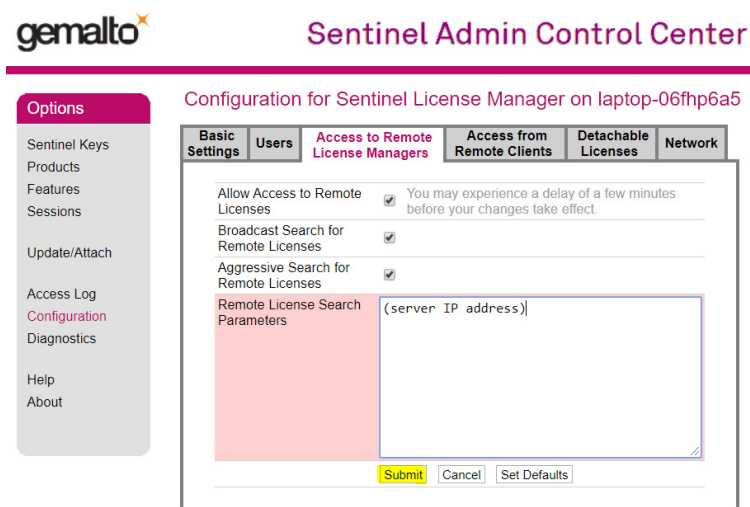 gemalto
Sentinel Admin Control Center
Options
Sentinel Keys
Products
Features
Sessions
Update/Attach
Access Log
Configuration
Diagnostics
Help
About
Configuration for Sentinel License Manager on laptop-06fhp6a5
Basic
Settings
Users
Access to Remote
License Managers
Access from
Remote Clients
Detachable
Licenses
Network
Allow Access to Remote
Licenses
You may experience a delay of a few minutes
before your changes take effect.
Broadcast Search for
Remote Licenses
Aggressive Search for
Remote Licenses
Remote License Search
Parameters
(server IP address)
Submit
Cancel
Set Defaults